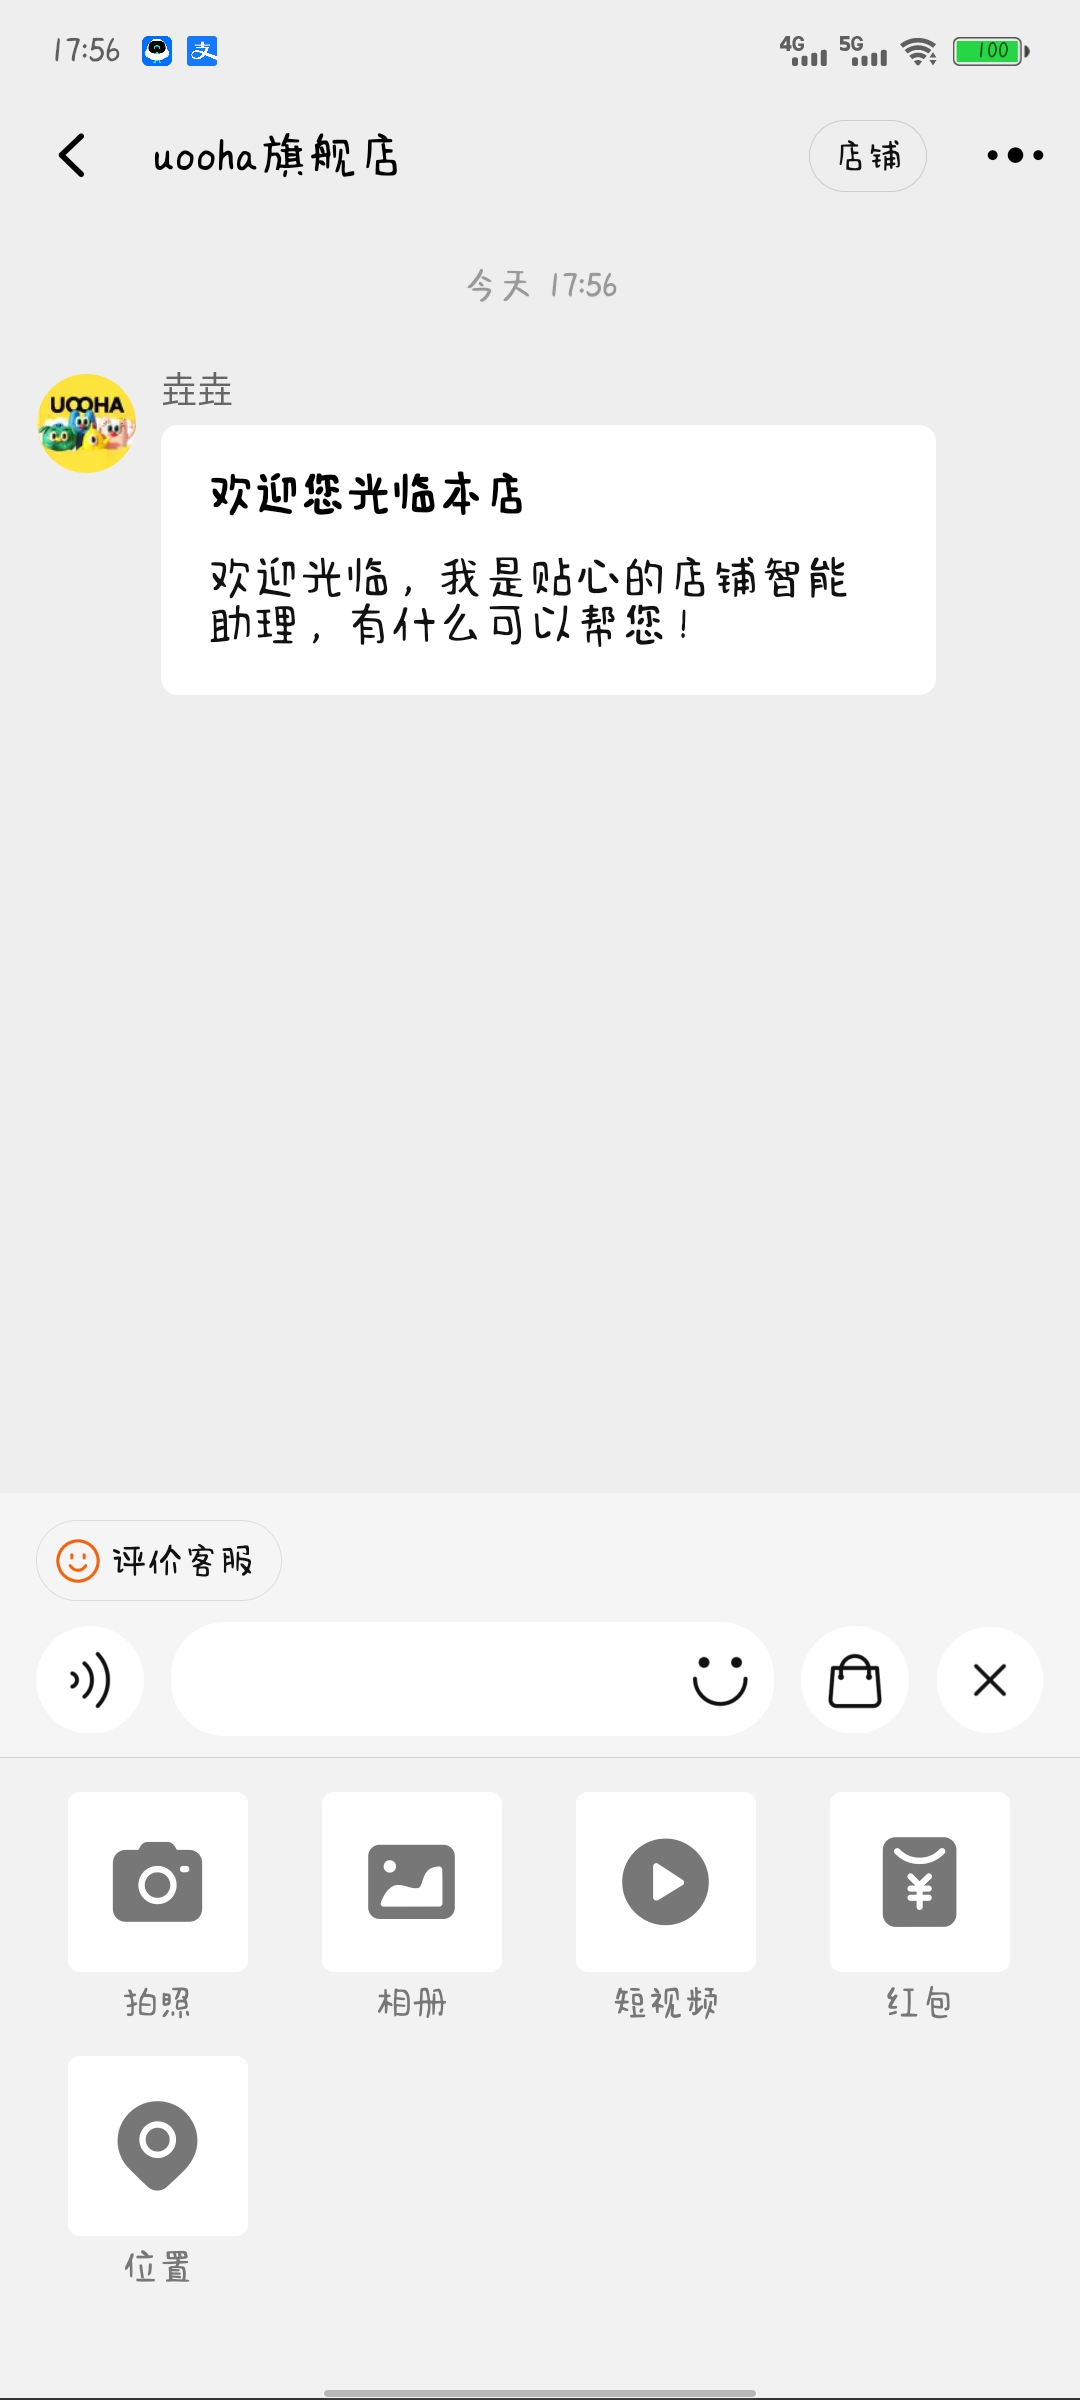 17:56
4G 5G 100
uooha旗舰店
店铺
今天 17:56
UOOHA
垚垚
欢迎您光临本店
欢迎光临，我是贴心的店铺智能
助理，有什么可以帮您！
评价客服
拍照 相册 短视频 红包
位置